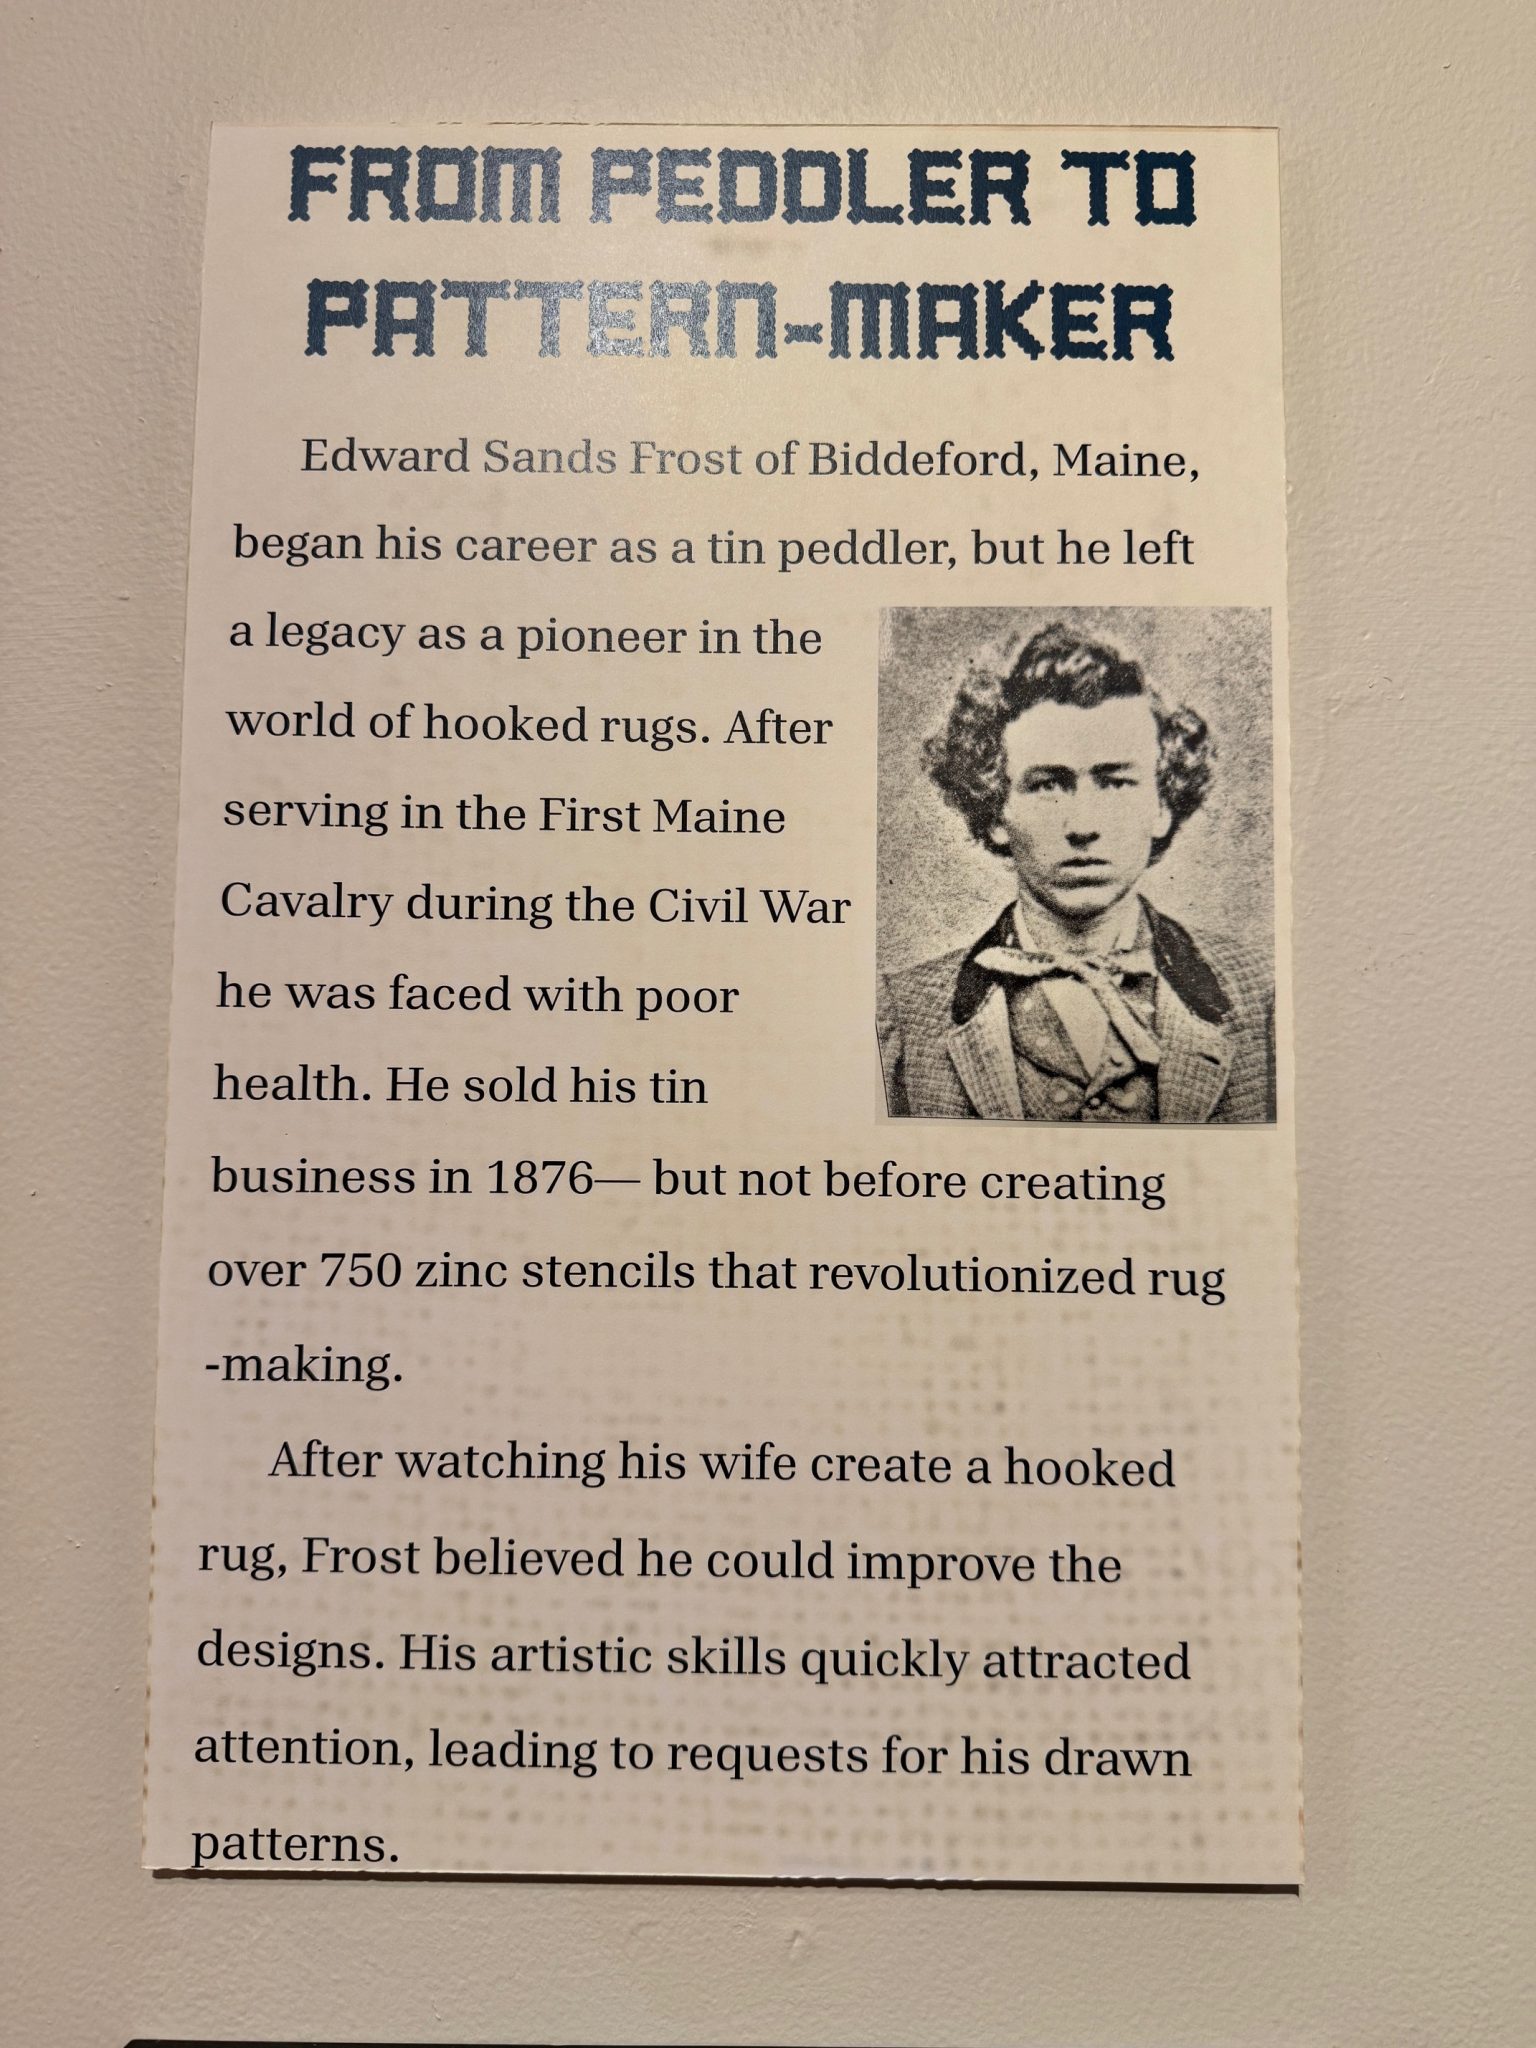 FROM PEDDLER TO
PATTERN-MAKER
Edward Sands Frost of Biddeford, Maine,
began his career as a tin peddler, but he left
a legacy as a pioneer in the
world of hooked rugs. After
serving in the First Maine
Cavalry during the Civil War
he was faced with poor
health. He sold his tin
business in 1876— but not before creating
over 750 zinc stencils that revolutionized rug
-making.
After watching his wife create a hooked
rug, Frost believed he could improve the
designs. His artistic skills quickly attracted
attention, leading to requests for his drawn
patterns.